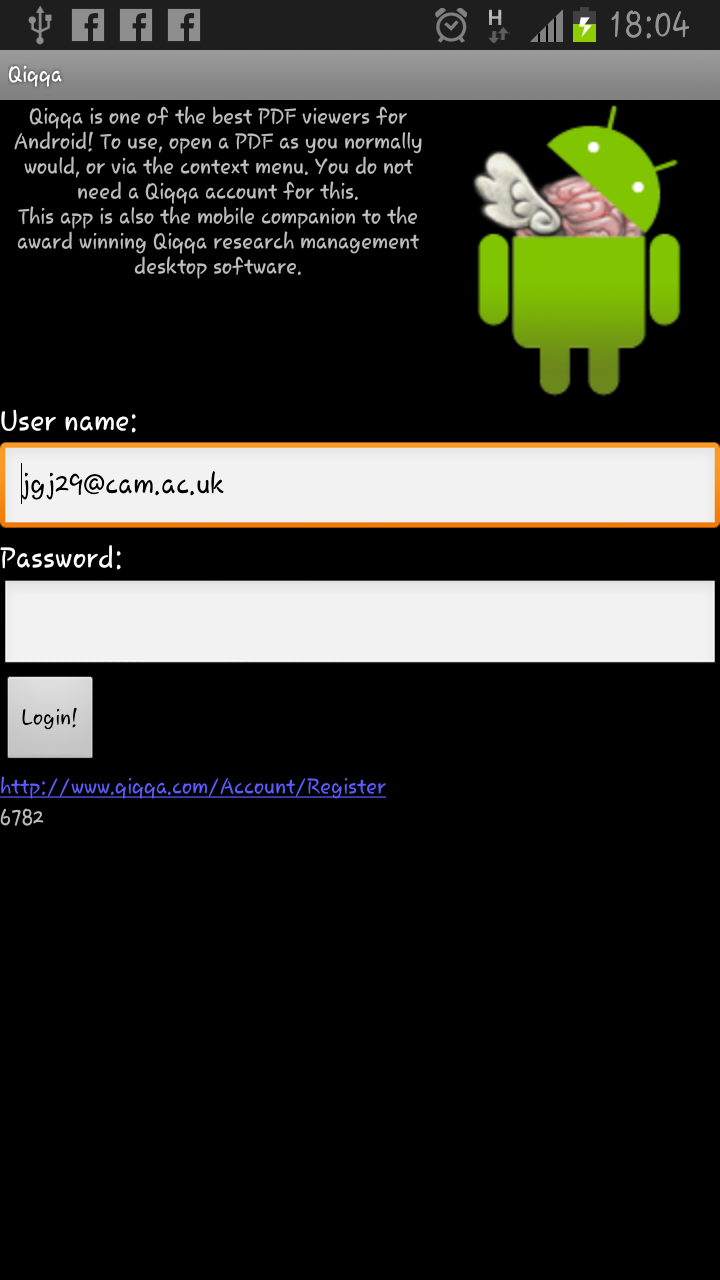 H
18:04
Qiqqa
Qiqqa is one of the best PDF viewers for
Android! To use, open a PDF as you normally
would, or via the context menu. You do not
need a Qiqqa account for this.
This app is also the mobile companion to the
award winning Qiqqa research management
desktop software.
User name:
jgj29@cam.ac.uk
Password:
Login!
http://www.qiqqa.com/Account/Register
6782